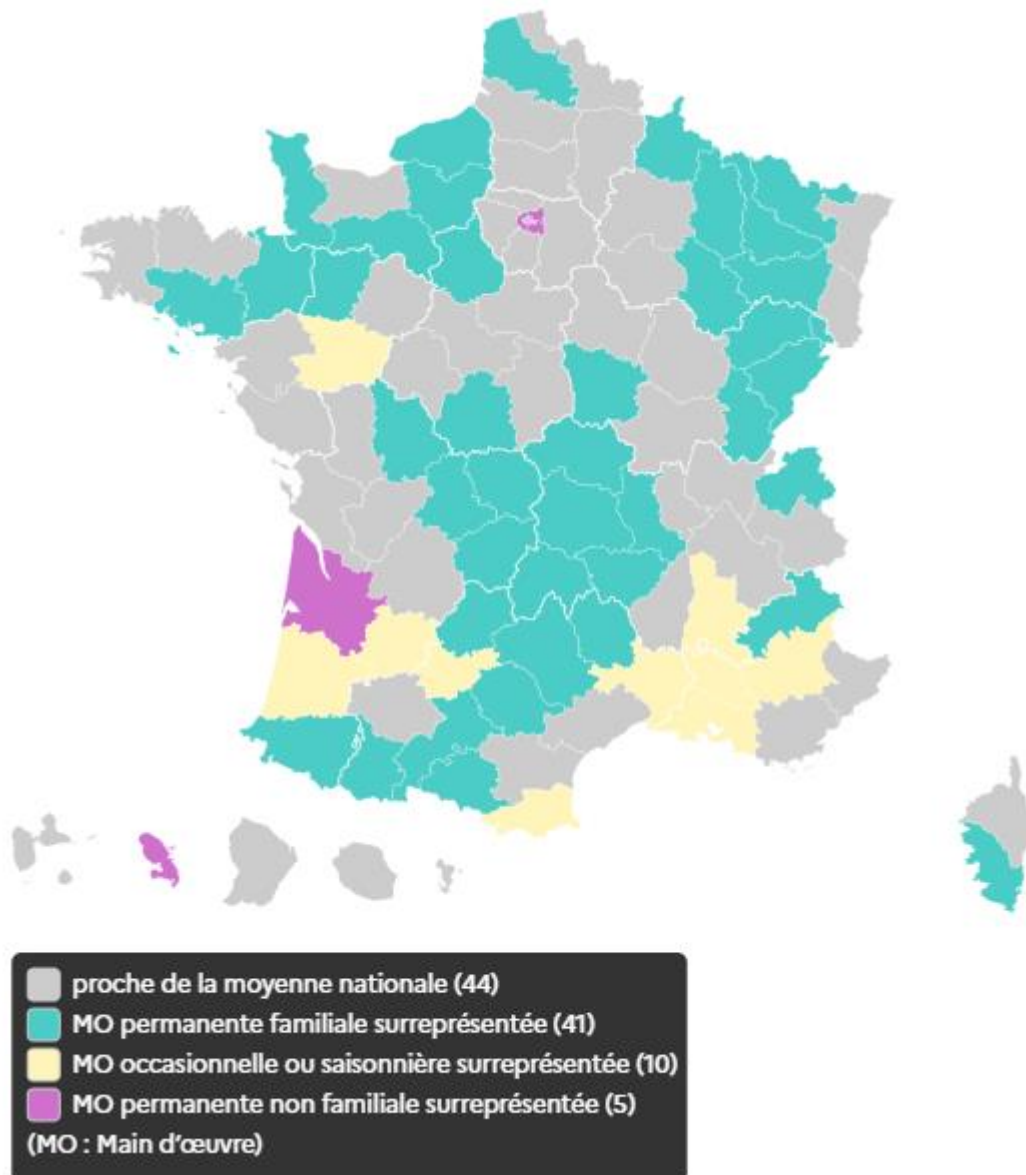 proche de la moyenne nationale (44)
MO permanente familiale surreprésentée (41)
MO occasionnelle ou saisonnière surreprésentée (10)
MO permanente non familiale surreprésentée (5)
(MO : Main d'œuvre)